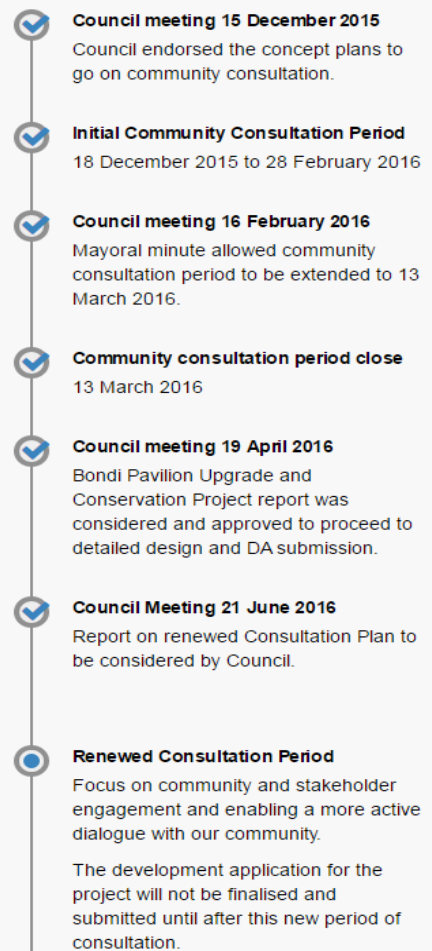 Council meeting 15 December 2015
Council endorsed the concept plans to
go on community consultation.
Initial Community Consultation Period
18 December 2015 to 28 February 2016
Council meeting 16 February 2016
Mayoral minute allowed community
consultation period to be extended to 13
March 2016.
Community consultation period close
13 March 2016
Council meeting 19 April 2016
Bondi Pavilion Upgrade and
Conservation Project report was
considered and approved to proceed to
detailed design and DA submission.
Council Meeting 21 June 2016
Report on renewed Consultation Plan to
be considered by Council.
Renewed Consultation Period
Focus on community and stakeholder
engagement and enabling a more active
dialogue with our community.
The development application for the
project will not be finalised and
submitted until after this new period of
consultation.